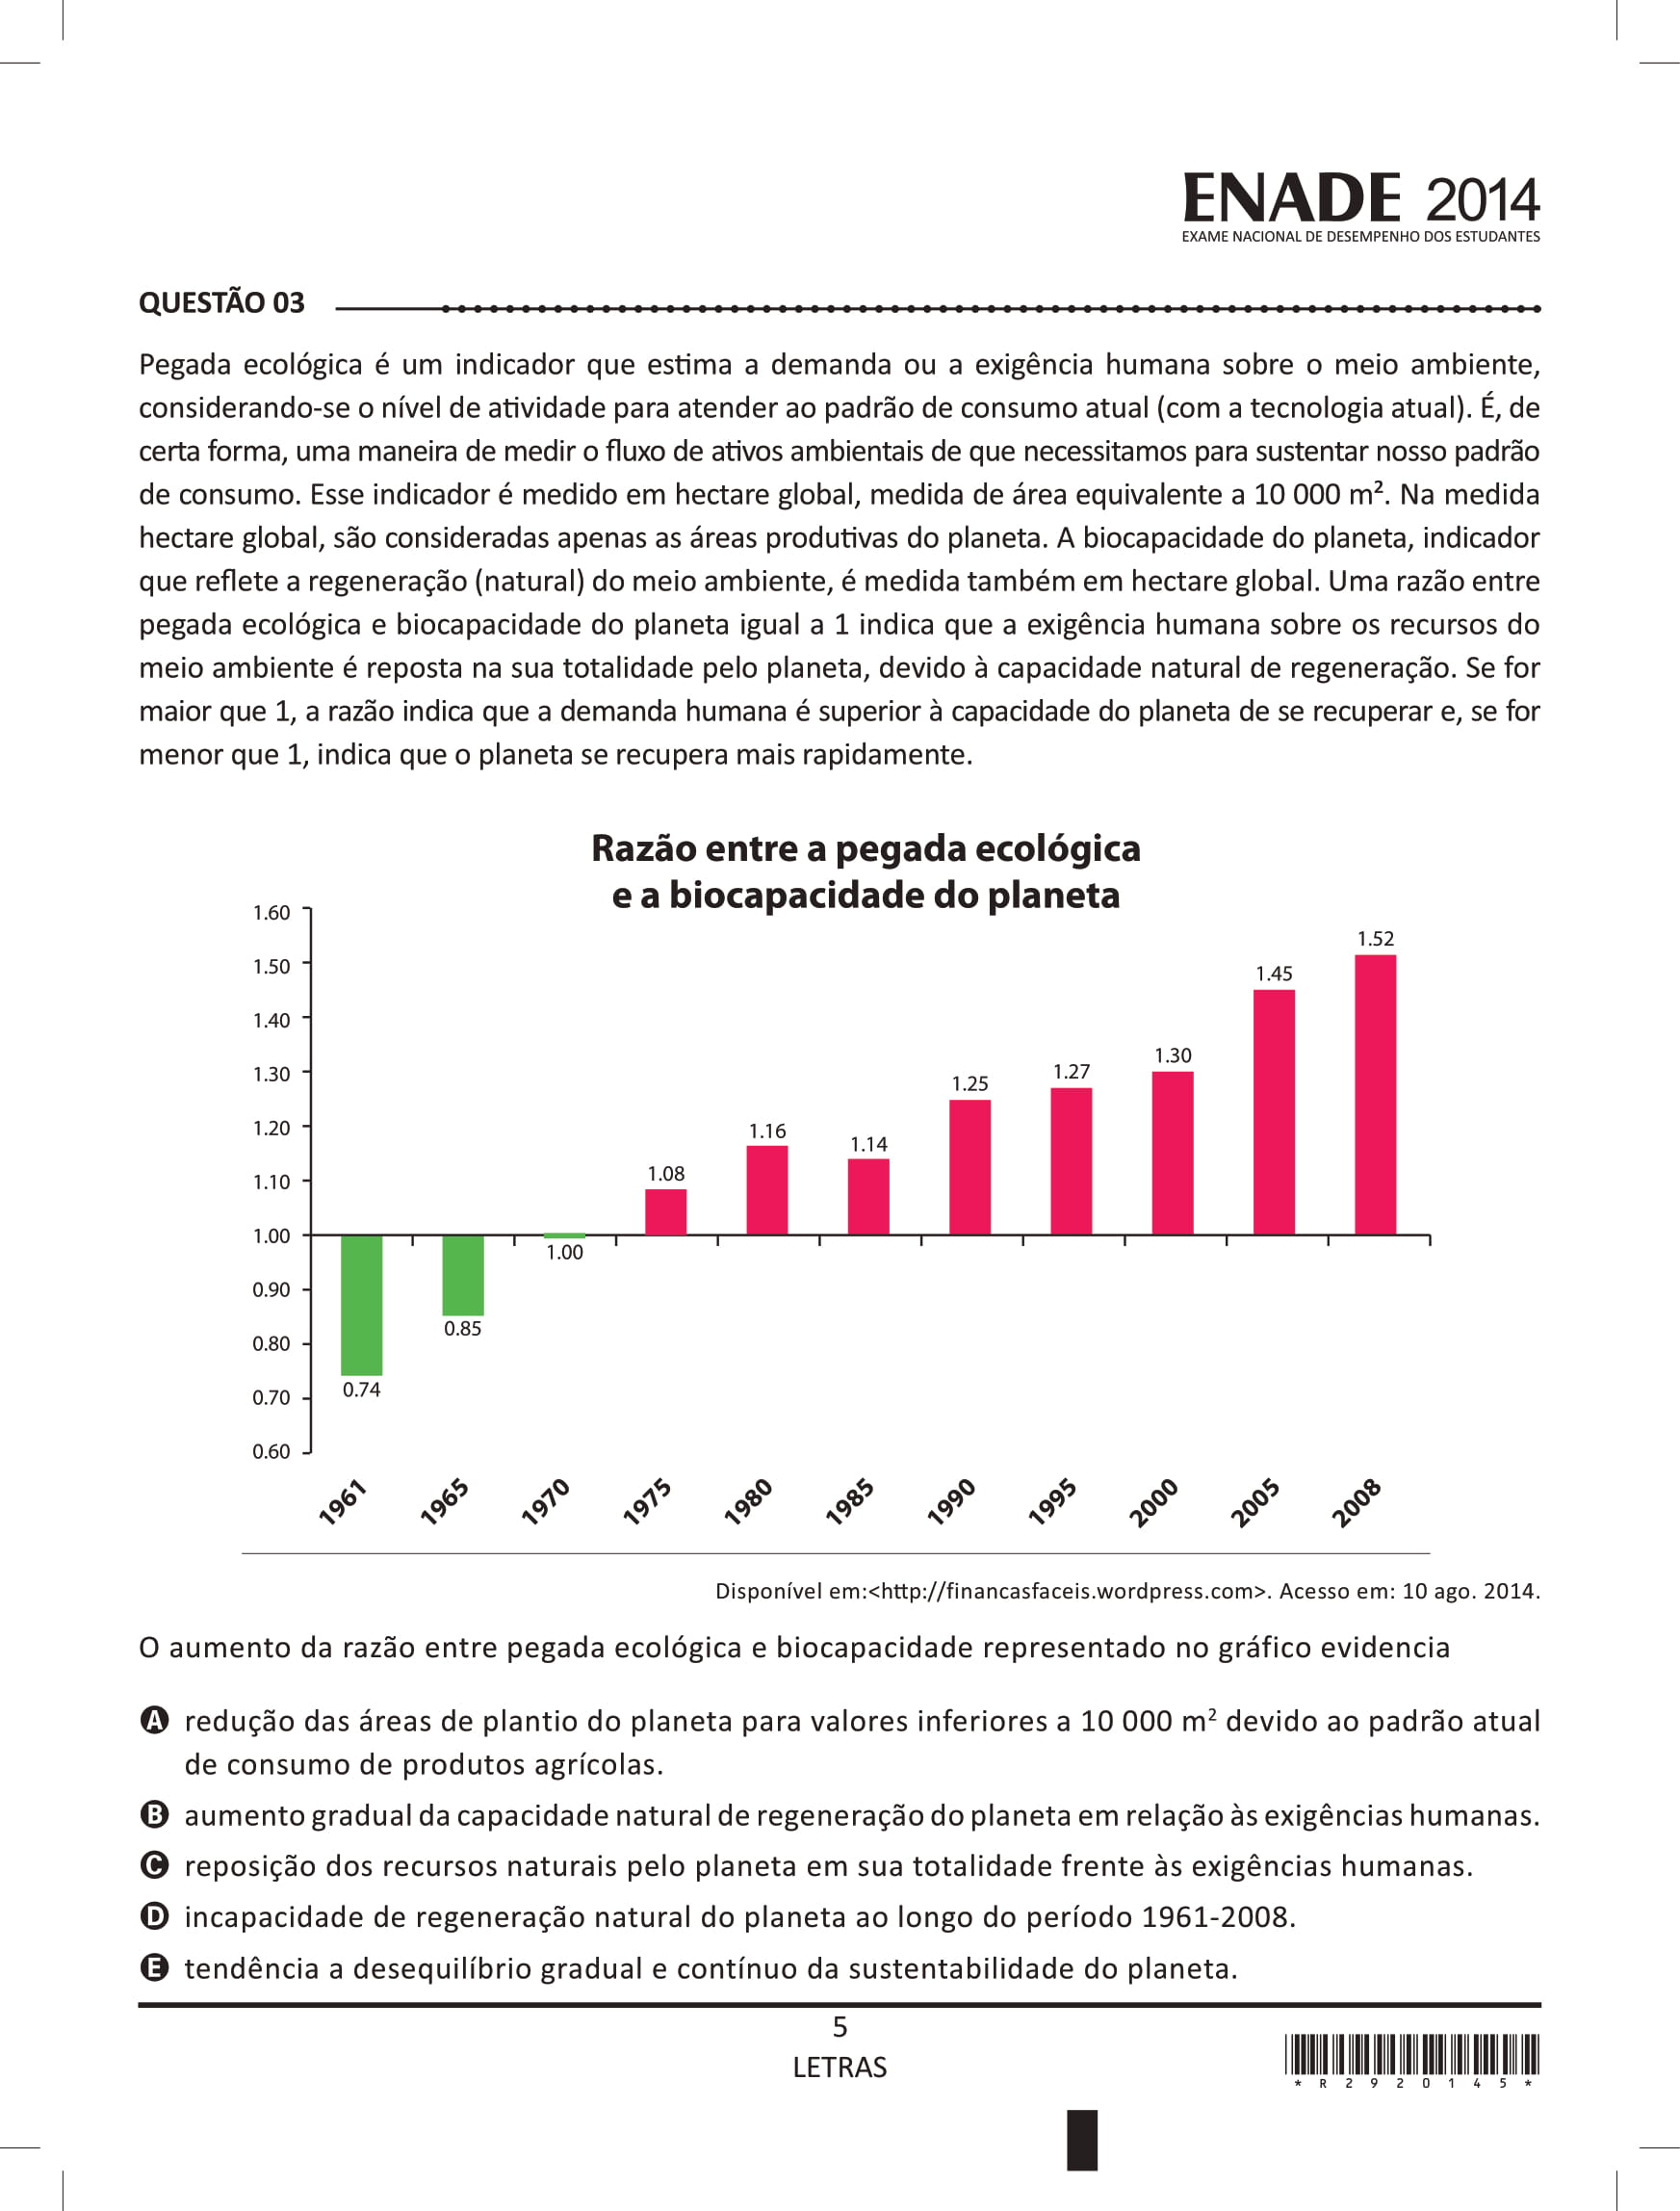 ENADE 2014
EXAME NACIONAL DE DESEMPENHO DOS ESTUDANTES
QUESTÃO 03
Pegada ecológica é um indicador que estima a demanda ou a exigência humana sobre o meio ambiente,
considerando-se o nível de atividade para atender ao padrão de consumo atual (com a tecnologia atual). É, de
certa forma, uma maneira de medir o fluxo de ativos ambientais de que necessitamos para sustentar nosso padrão
de consumo. Esse indicador é medido em hectare global, medida de área equivalente a 10 000 m². Na medida
hectare global, são consideradas apenas as áreas produtivas do planeta. A biocapacidade do planeta, indicador
que reflete a regeneração (natural) do meio ambiente, é medida também em hectare global. Uma razão entre
pegada ecológica e biocapacidade do planeta igual a 1 indica que a exigência humana sobre os recursos do
meio ambiente é reposta na sua totalidade pelo planeta, devido à capacidade natural de regeneração. Se for
maior que 1, a razão indica que a demanda humana é superior à capacidade do planeta de se recuperar e, se for
menor que 1, indica que o planeta se recupera mais rapidamente.
Razão entre a pegada ecológica
e a biocapacidade do planeta
1.60
1.50
1.40
1.30
1.20
1.10
1.00
0.90
0.80
0.70
0.60
0.74
0.85
1.00
1.08
1.16
1.14
1.25
1.27
1.30
1.45
1.52
1961
1965
1970
1975
1980
1985
1990
1995
2000
2005
2008
Disponível em:<http://financasfaceis.wordpress.com>. Acesso em: 10 ago. 2014.
O aumento da razão entre pegada ecológica e biocapacidade representado no gráfico evidencia
A redução das áreas de plantio do planeta para valores inferiores a 10 000 m² devido ao padrão atual
de consumo de produtos agrícolas.
B aumento gradual da capacidade natural de regeneração do planeta em relação às exigências humanas.
C reposição dos recursos naturais pelo planeta em sua totalidade frente às exigências humanas.
D incapacidade de regeneração natural do planeta ao longo do período 1961-2008.
E tendência a desequilíbrio gradual e contínuo da sustentabilidade do planeta.
5
LETRAS
* R 2 9 2 0 1 4 5 *